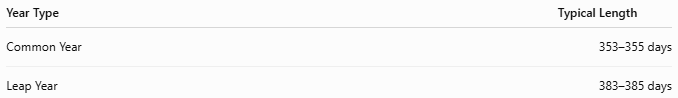 Year Type Typical Length
Common Year 353–355 days
Leap Year 383–385 days